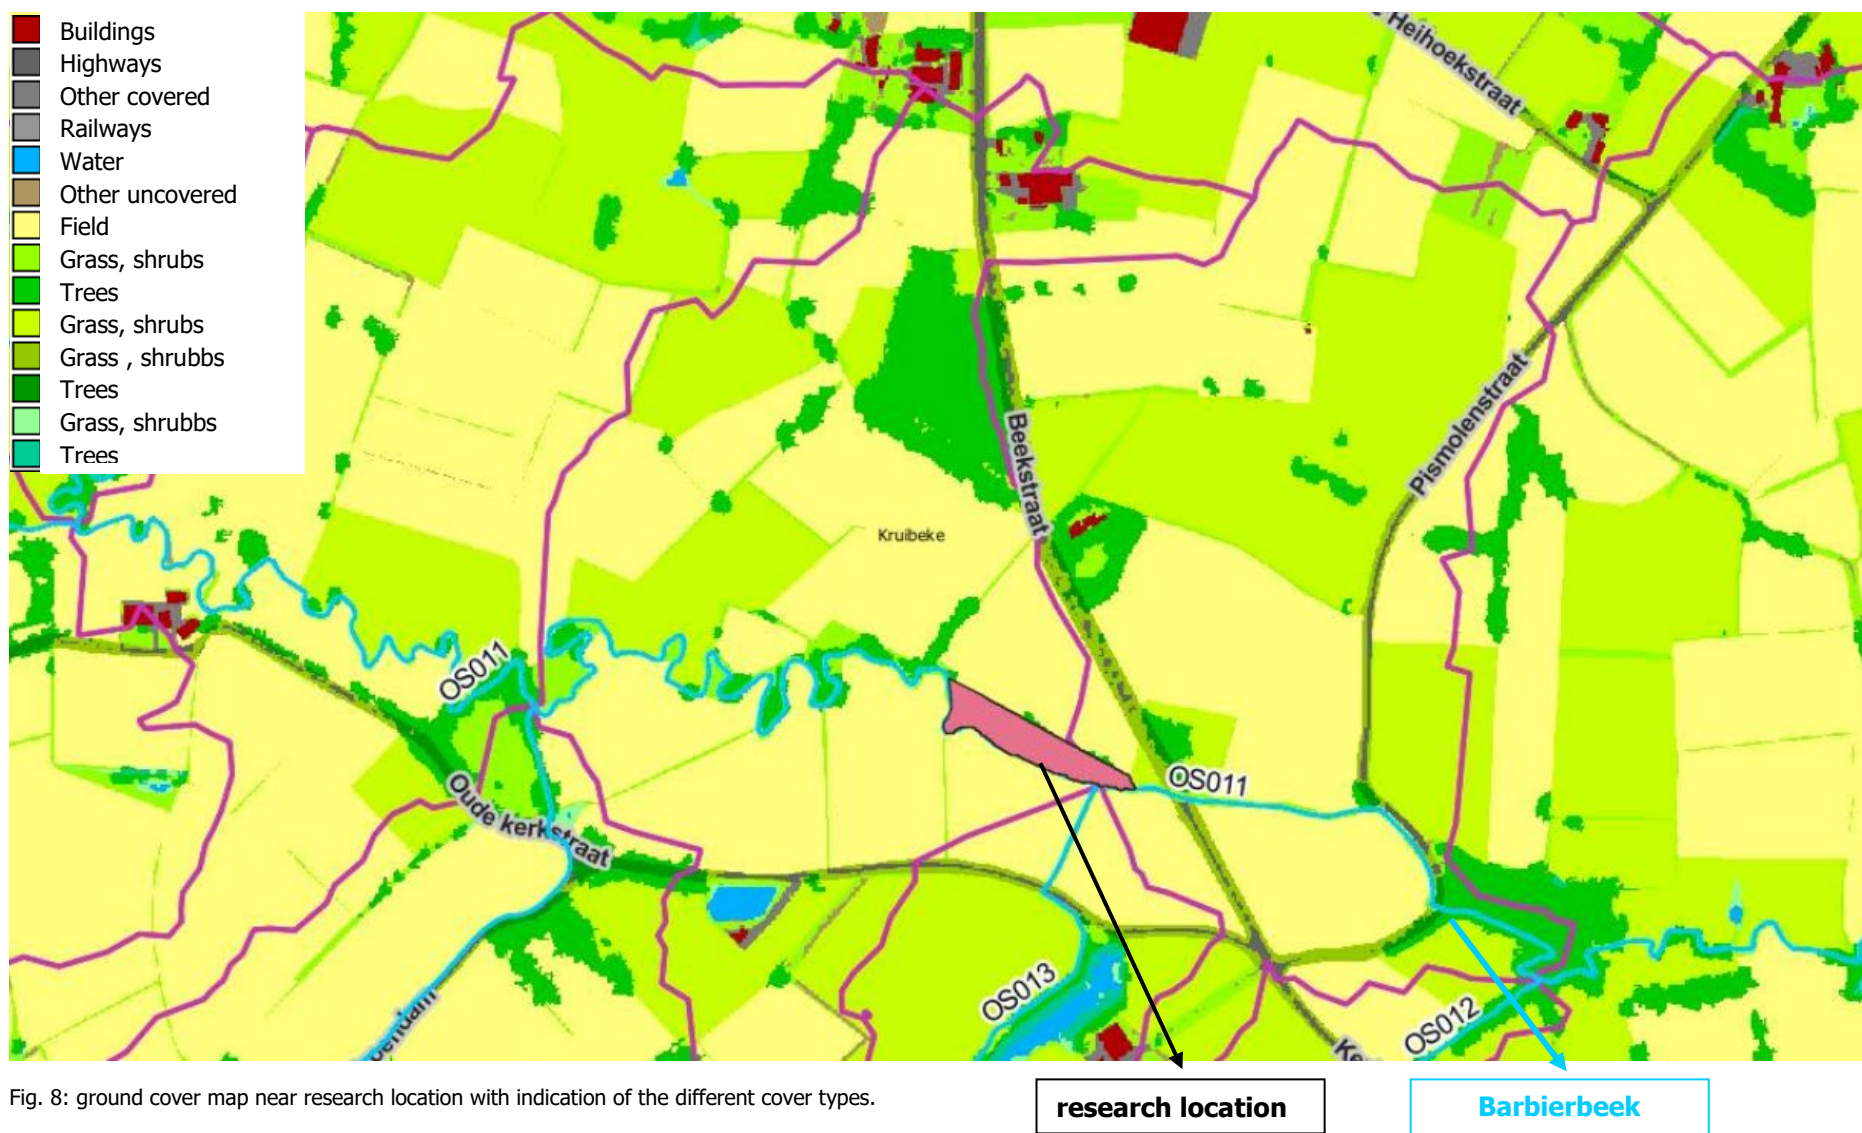 Buildings
Highways
Other covered
Railways
Water
Other uncovered
Field
Grass, shrubs
Trees
Grass, shrubs
Grass , shrubbs
Trees
Grass, shrubbs
Trees
Heihoekstraat
Pismolenstraat
Beekstraat
Kruibeke
OS011
OS011
Oude kerkstraat
OS013
OS012
Fig. 8: ground cover map near research location with indication of the different cover types.
research location
Barbierbeek